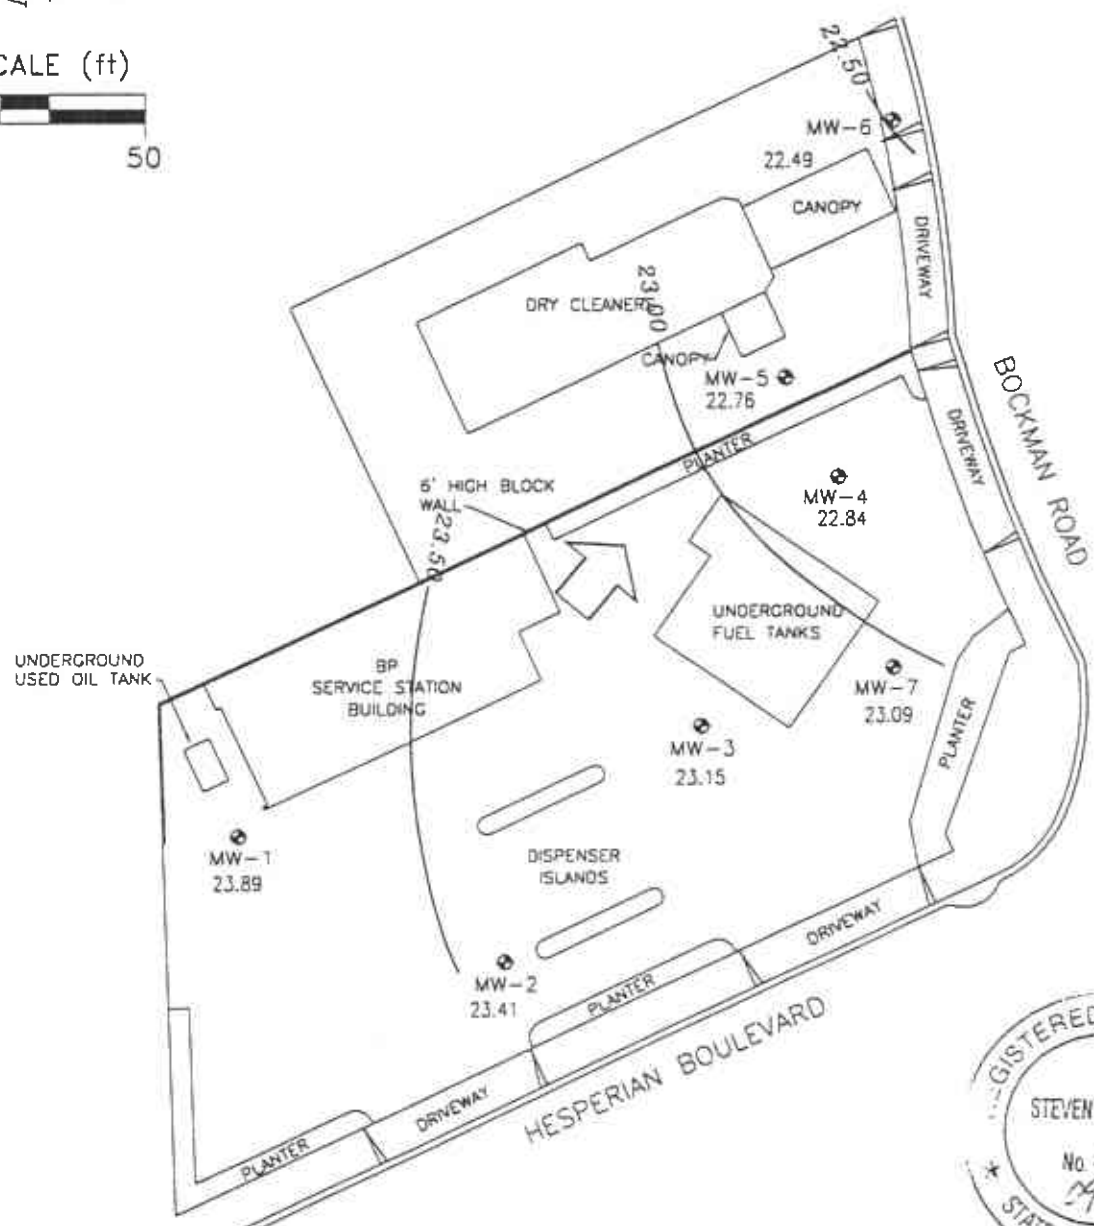 CALE (ft)
50
22.50
MW-6
22.49
CANOPY
DRIVEWAY
DRY CLEANERS
23.00
CANOPY
MW-5
22.76
BOCKMAN ROAD
DRIVEWAY
PLANTER
6' HIGH BLOCK
WALL
23.50
MW-4
22.84
UNDERGROUND
FUEL TANKS
UNDERGROUND
USED OIL TANK
BP
SERVICE STATION
BUILDING
MW-7
23.09
PLANTER
MW-3
23.15
MW-1
23.89
DISPENSER
ISLANDS
DRIVEWAY
MW-2
23.41
PLANTER
HESPERIAN BOULEVARD
DRIVEWAY
PLANTER
GISTERED
STEVEN
No.
STAT